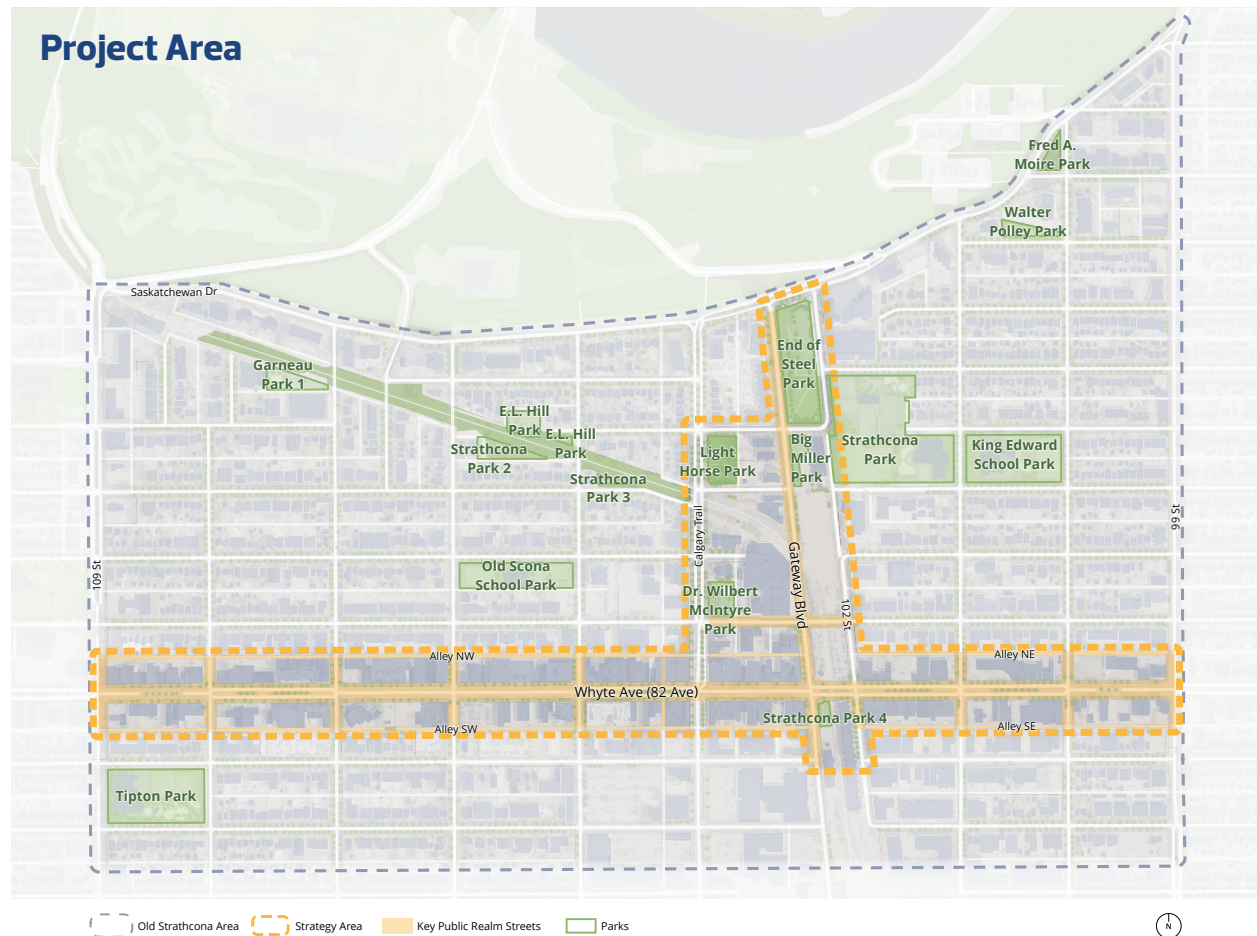 Project Area
Fred A.
Moire Park
Walter
Polley Park
Saskatchewan Dr
End of
Steel
Park
Garneau
Park 1
E.L. Hill
Park
E.L. Hill
Park
Strathcona
Park 2
Strathcona
Park 3
Light
Horse Park
Big
Miller
Park
Strathcona
Park
King Edward
School Park
109 St
Calgary Trail
Gateway Blvd
102 St
99 St
Old Scona
School Park
Dr. Wilbert
McIntyre
Park
Alley NW
Alley NE
Whyte Ave (82 Ave)
Strathcona Park 4
Alley SW
Alley SE
Tipton Park
Old Strathcona Area
Strategy Area
Key Public Realm Streets
Parks
N